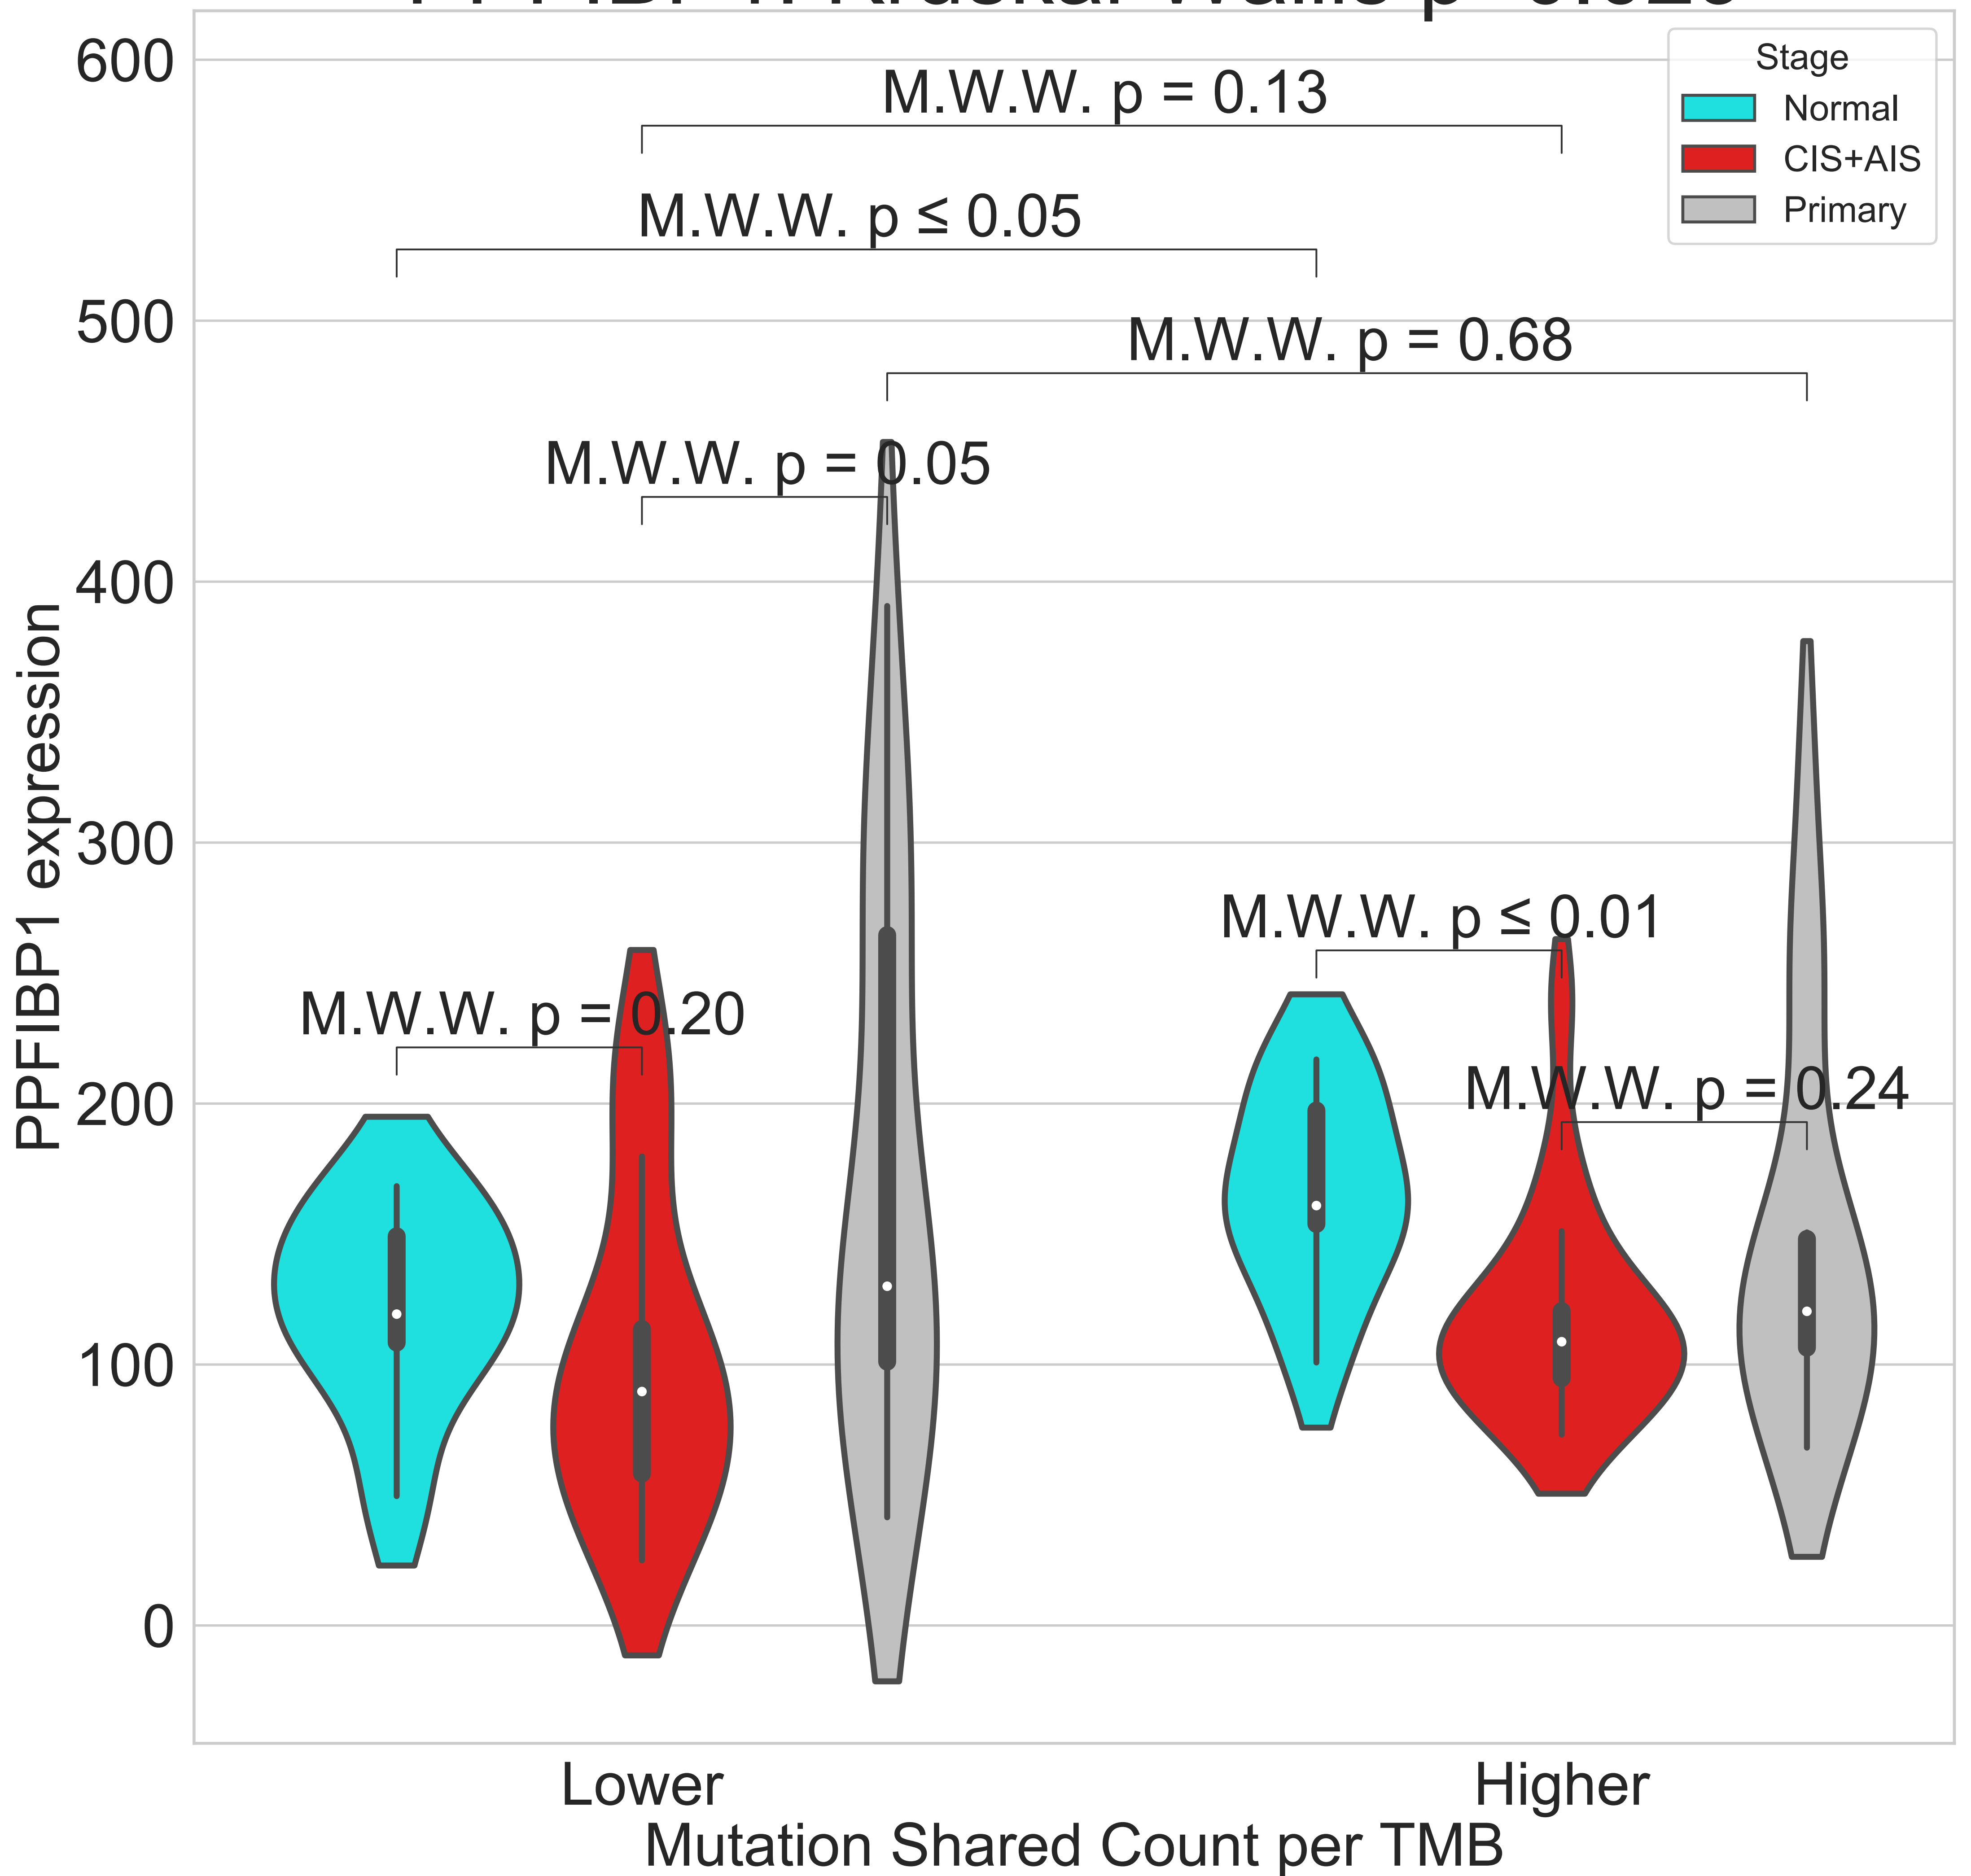 600
500
400
300
200
100
0
PPFIBP1 expression
Stage
Normal
CIS+AIS
Primary
M.W.W. p = 0.13
M.W.W. p ≤ 0.05
M.W.W. p = 0.68
M.W.W. p = 0.05
M.W.W. p ≤ 0.01
M.W.W. p = 0.20
M.W.W. p = 0.24
Lower
Higher
Mutation Shared Count per TMB